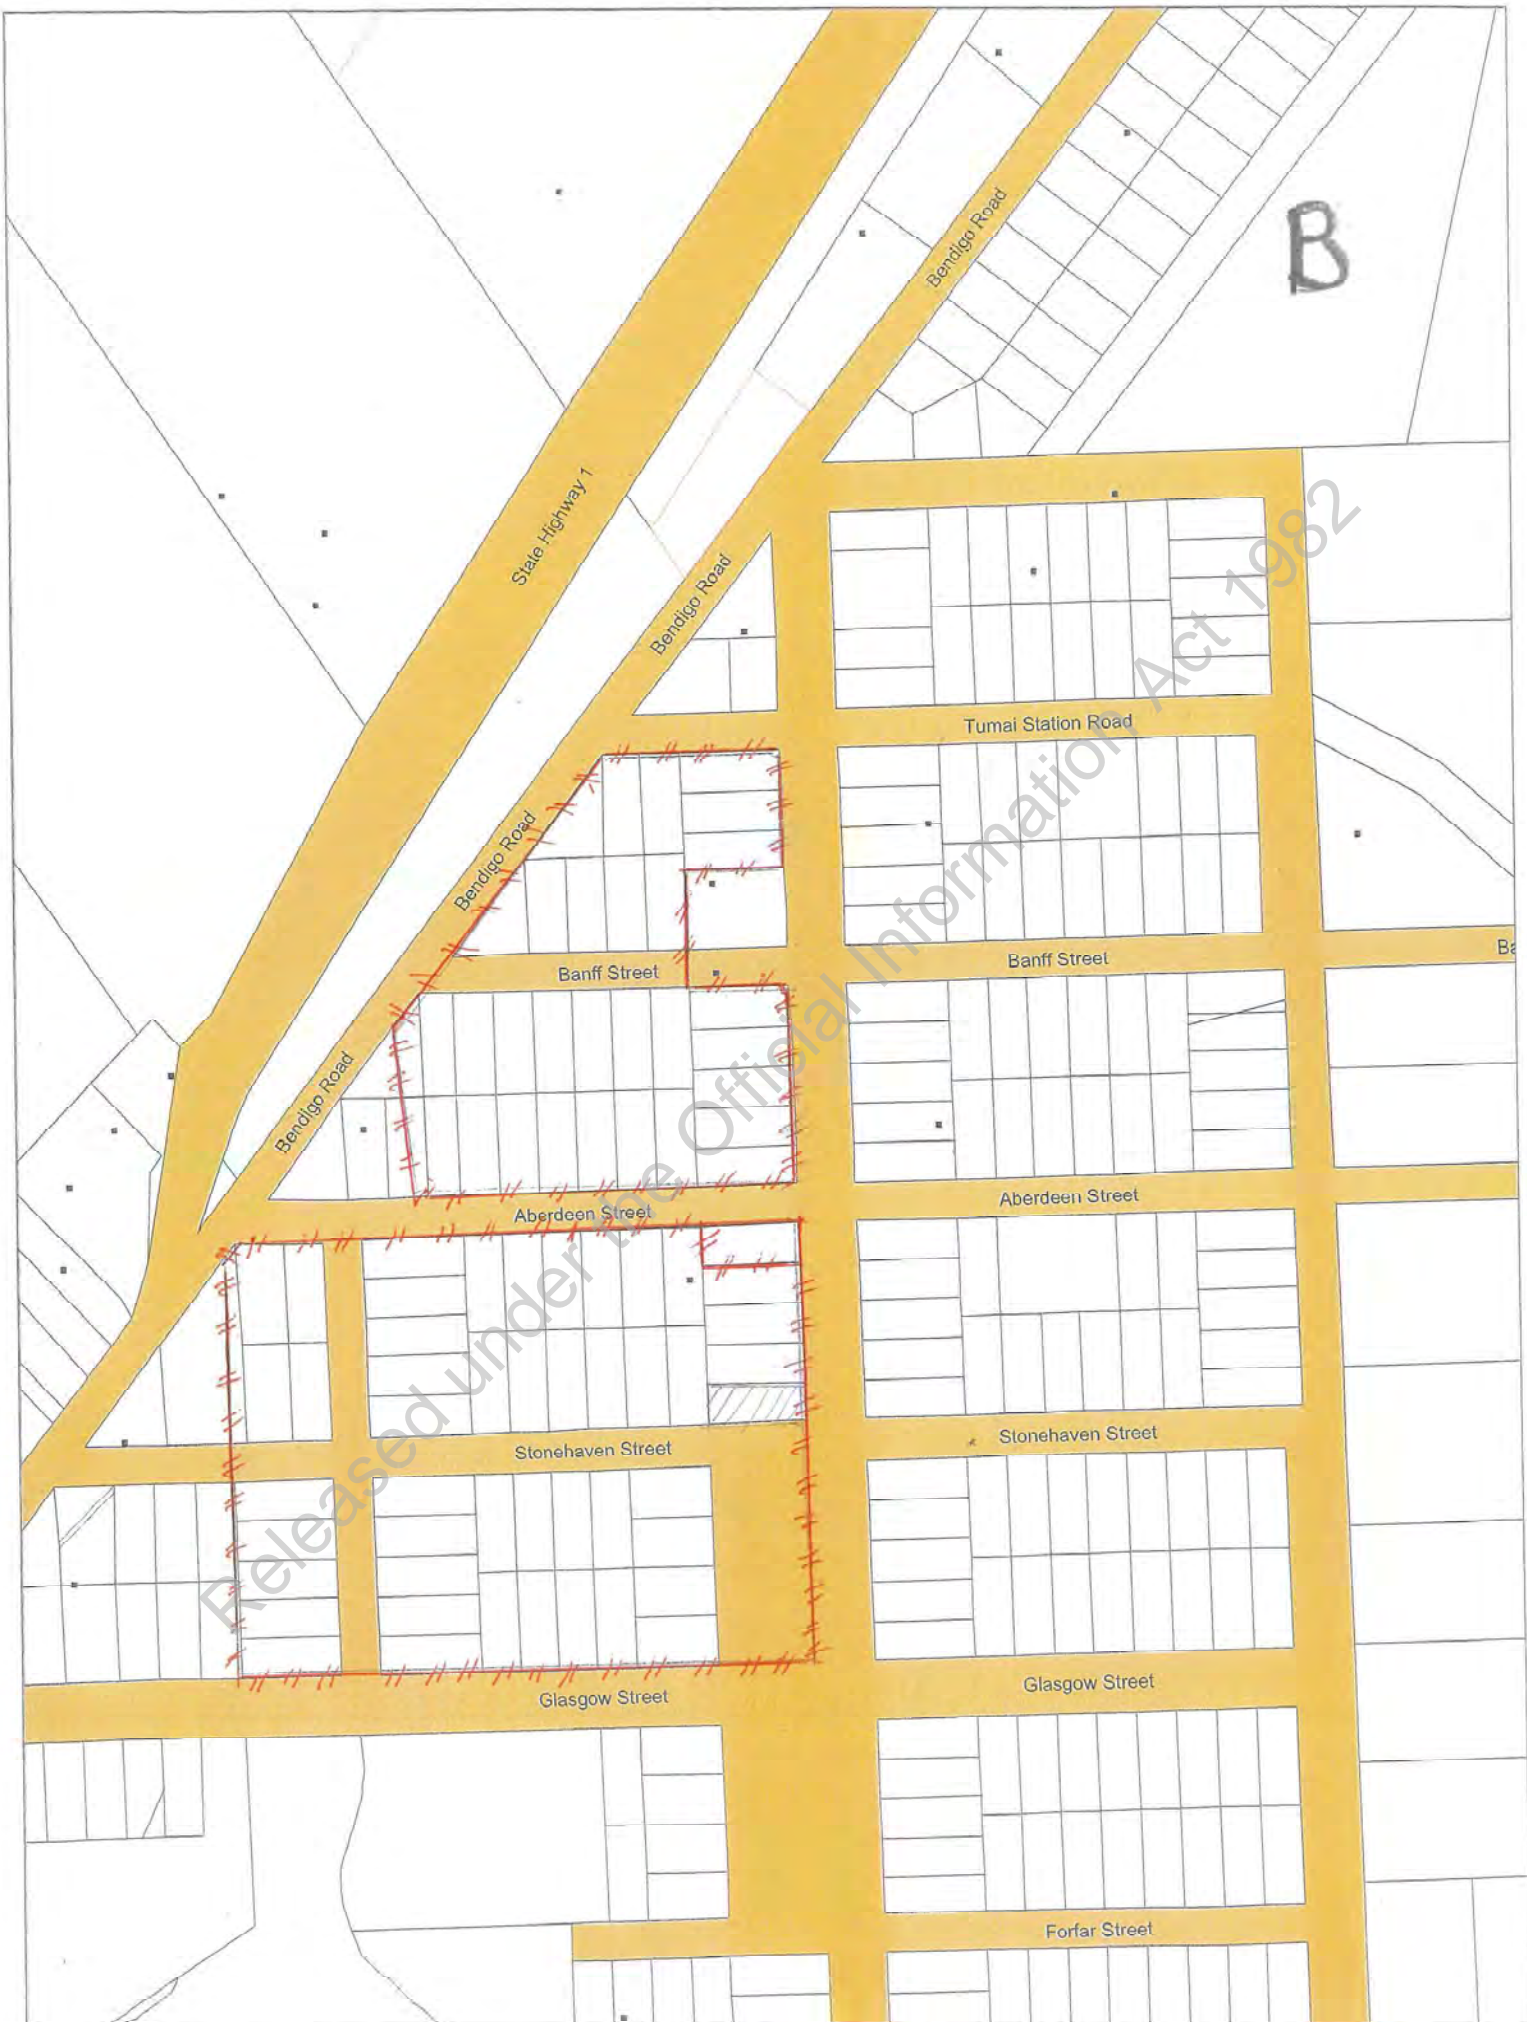 B
Bendigo Road
State Highway 1
Bendigo Road
Tumai Station Road
Bendigo Road
Banff Street
Banff Street
Ba
Bendigo Road
Aberdeen Street
Aberdeen Street
Stonehaven Street
Stonehaven Street
Glasgow Street
Glasgow Street
Forfar Street
Released under the Official Information Act 1982